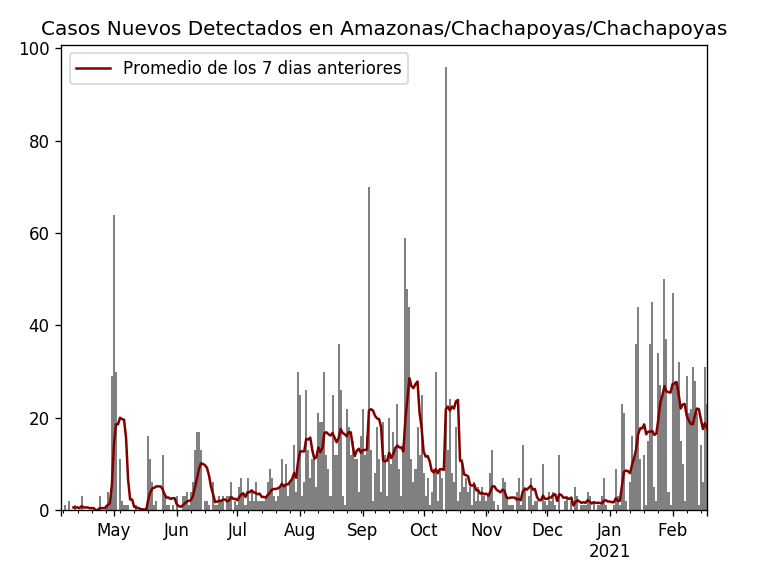 Casos Nuevos Detectados en Amazonas/Chachapoyas/Chachapoyas
Promedio de los 7 dias anteriores
100
80
60
40
20
0
May Jun Jul Aug Sep Oct Nov Dec Jan Feb
2021